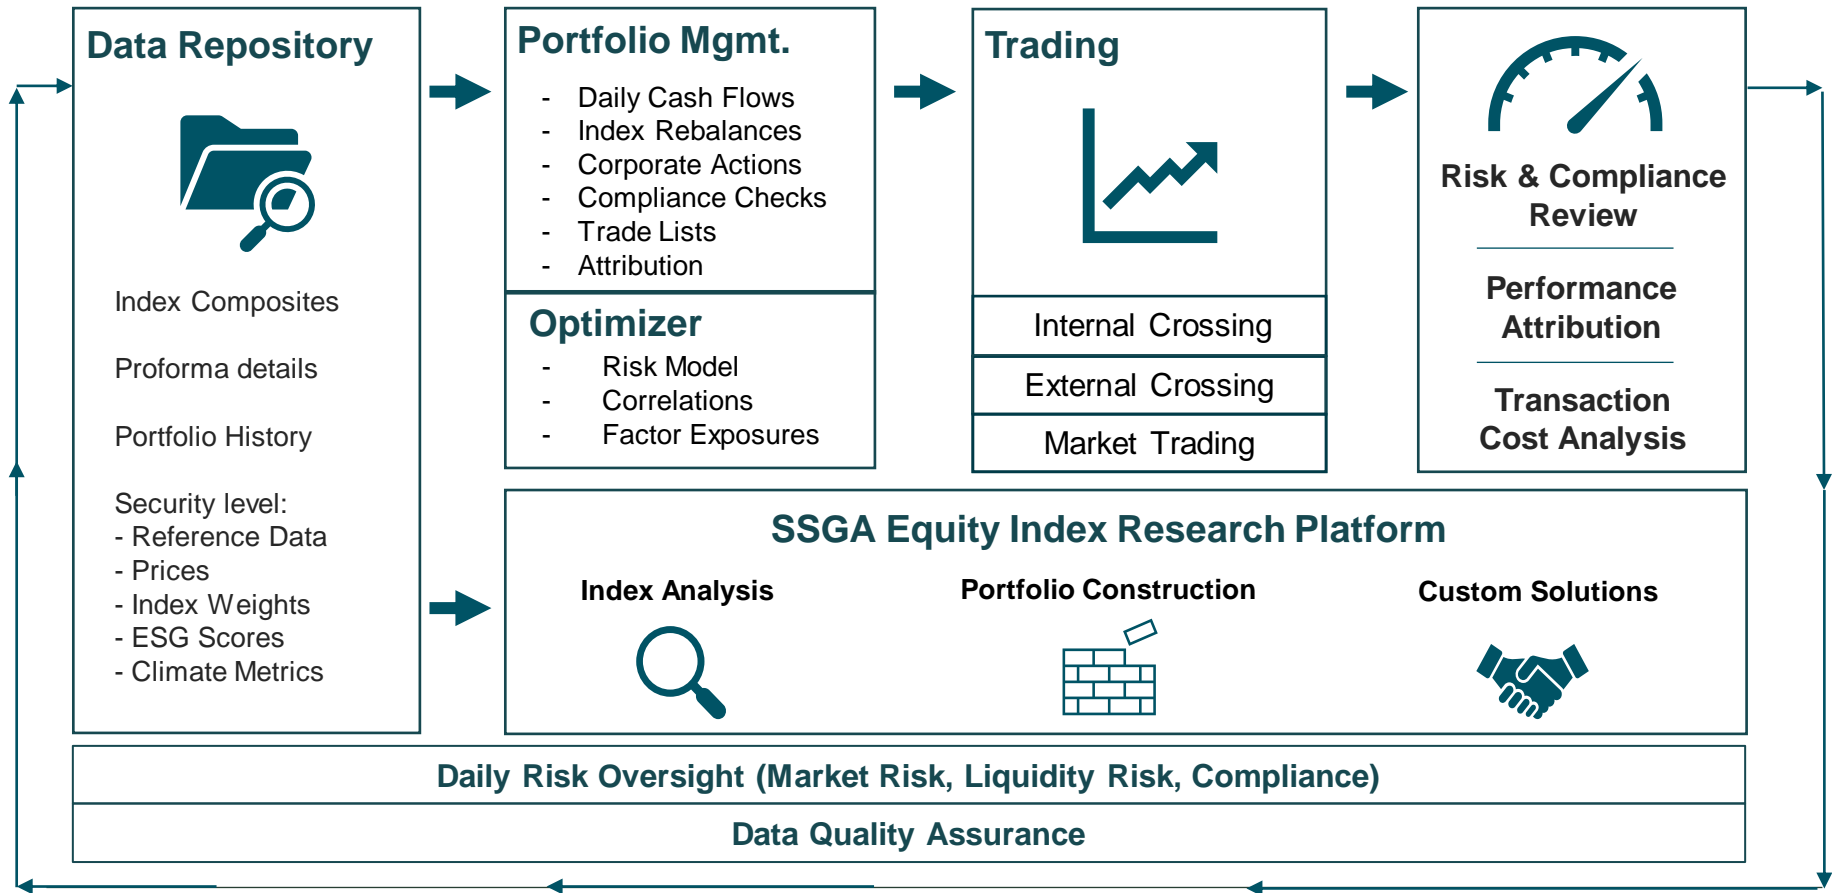 Data Repository
Index Composites
Proforma details
Portfolio History
Security level:
- Reference Data
- Prices
- Index Weights
- ESG Scores
- Climate Metrics
Portfolio Mgmt.
- Daily Cash Flows
- Index Rebalances
- Corporate Actions
- Compliance Checks
- Trade Lists
- Attribution
Optimizer
- Risk Model
- Correlations
- Factor Exposures
Trading
Internal Crossing
External Crossing
Market Trading
Risk & Compliance
Review
Performance
Attribution
Transaction
Cost Analysis
SSGA Equity Index Research Platform
Index Analysis
Portfolio Construction
Custom Solutions
Daily Risk Oversight (Market Risk, Liquidity Risk, Compliance)
Data Quality Assurance